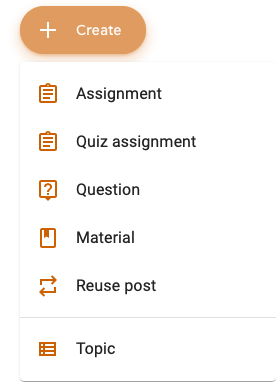 Create
Assignment
Quiz assignment
Question
Material
Reuse post
Topic